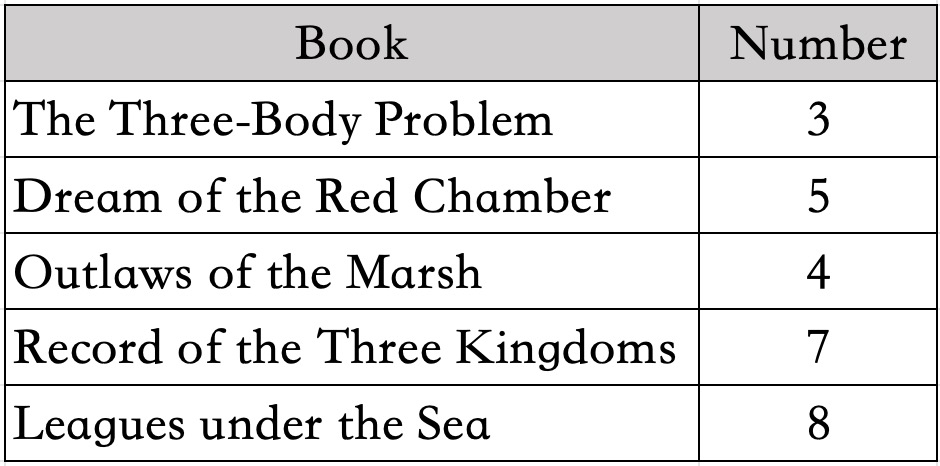 Book Number
The Three-Body Problem 3
Dream of the Red Chamber 5
Outlaws of the Marsh 4
Record of the Three Kingdoms 7
Leagues under the Sea 8